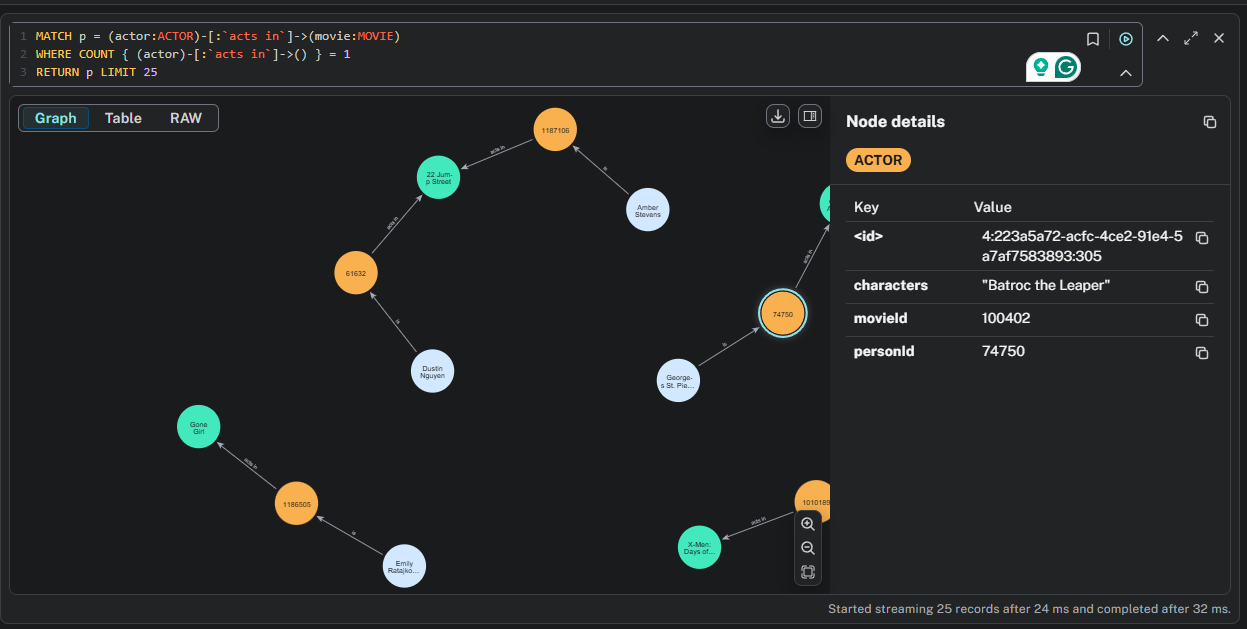 1 MATCH p = (actor:ACTOR)-[:`acts in`]->(movie:MOVIE)
2 WHERE COUNT { (actor)-[:`acts in`]->() } = 1
3 RETURN p LIMIT 25
Graph Table RAW
1187106
acts in
22 Jum-
p Street
is
Amber
Stevens
acts in
61632
is
Dustin
Nguyen
acts in
74750
is
George-
s St. Pie...
Gone
Girl
acts in
1186505
is
Emily
Ratajko...
1010189
acts in
X-Men:
Days of...
Node details
ACTOR
Key Value
<id> 4:223a5a72-acfc-4ce2-91e4-5
a7af7583893:305
characters "Batroc the Leaper"
movieId 100402
personId 74750
Started streaming 25 records after 24 ms and completed after 32 ms.